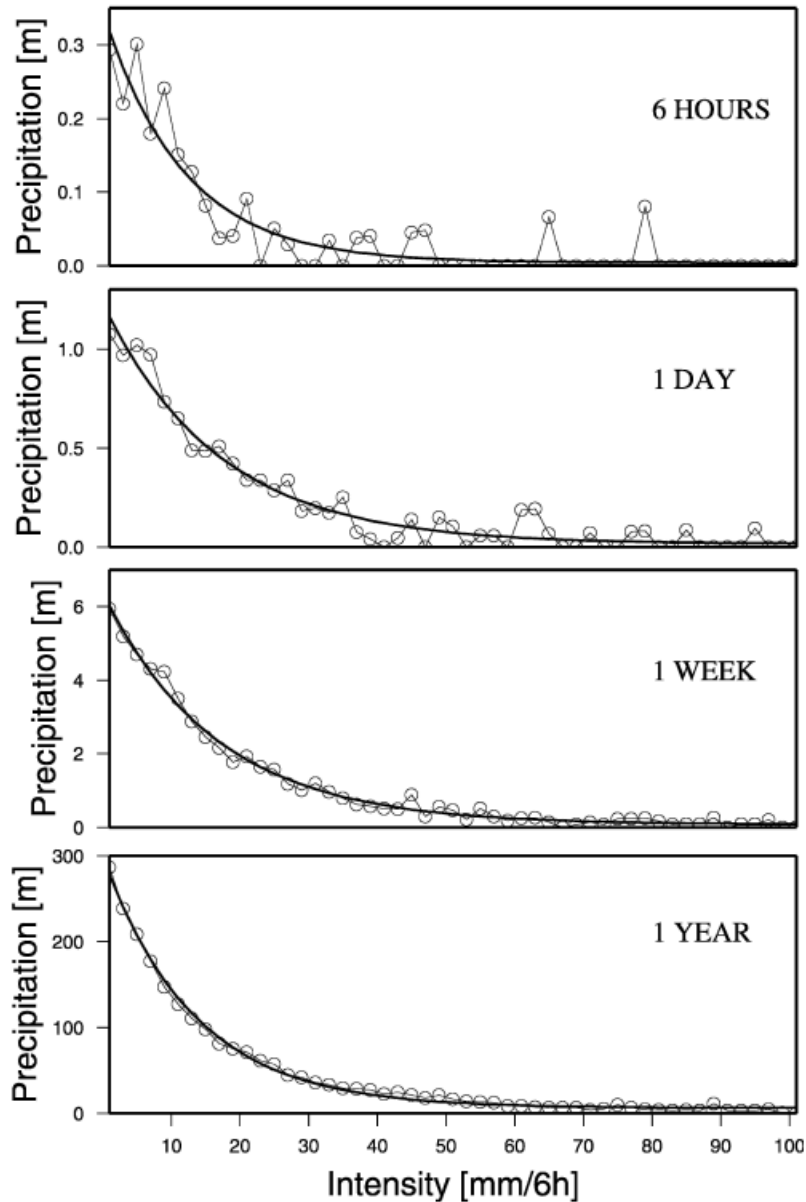 Precipitation [m]
0.3
0.2
0.1
0.0
6 HOURS
Precipitation [m]
1.0
0.5
0.0
1 DAY
Precipitation [m]
6
4
2
0
1 WEEK
Precipitation [m]
300
200
100
0
1 YEAR
10 20 30 40 50 60 70 80 90 100
Intensity [mm/6h]